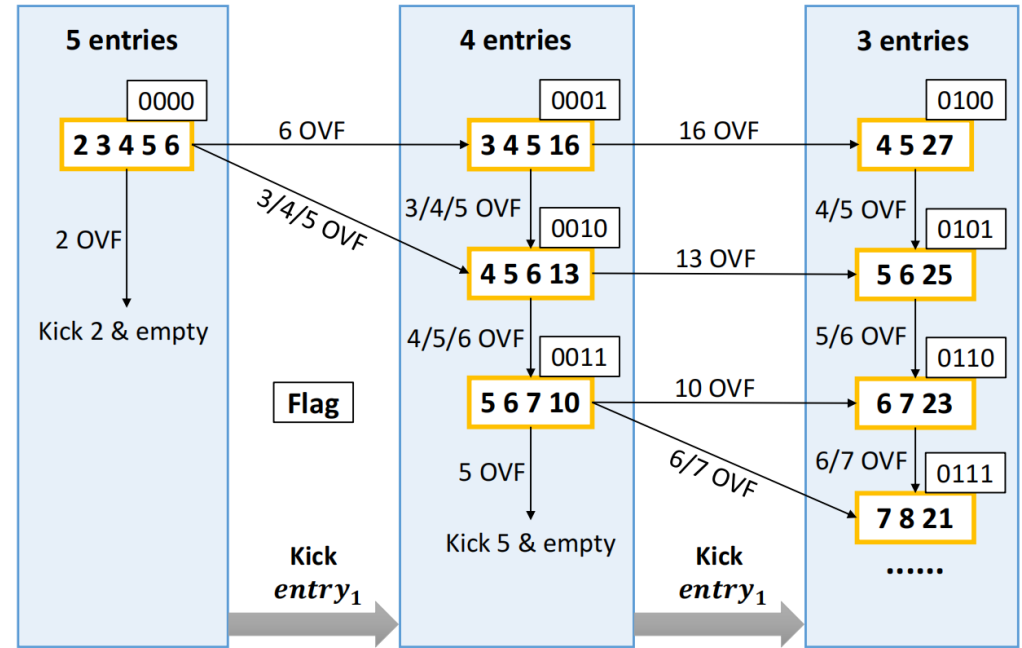 5 entries
4 entries
3 entries
0000
0001
0100
2 3 4 5 6
6 OVF
3 4 5 16
16 OVF
4 5 27
3/4/5 OVF
3/4/5 OVF
4/5 OVF
2 OVF
0010
0101
4 5 6 13
13 OVF
5 6 25
Kick 2 & empty
4/5/6 OVF
5/6 OVF
0011
0110
Flag
5 6 7 10
10 OVF
6 7 23
5 OVF
6/7 OVF
6/7 OVF
0111
7 8 21
Kick 5 & empty
......
Kick
entry₁
Kick
entry₁